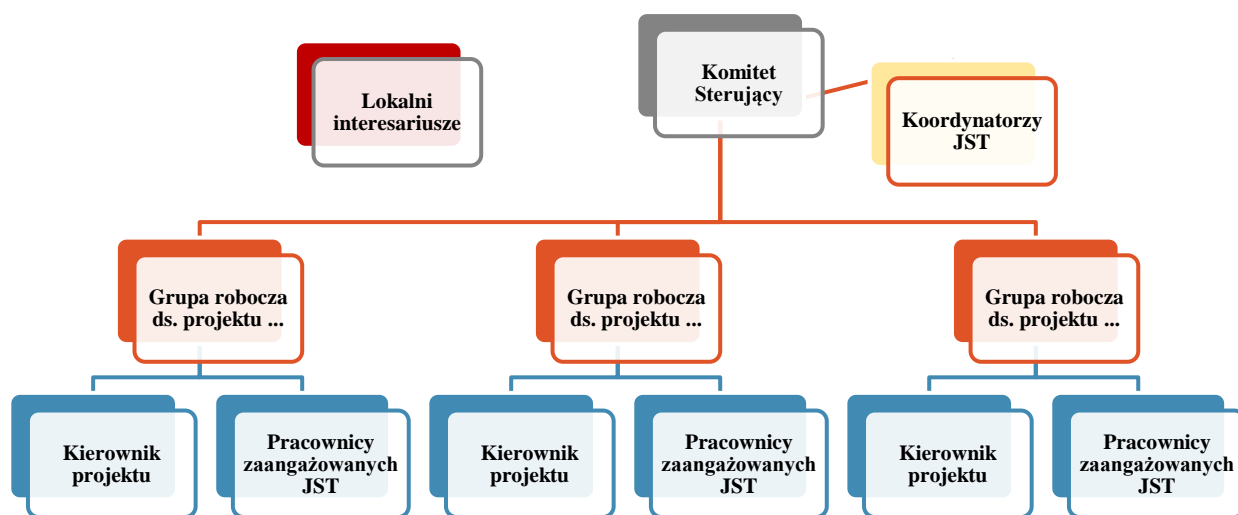 Lokalni
interesariusze
Komitet
Sterujący
Koordynatorzy
JST
Grupa robocza
ds. projektu ...
Grupa robocza
ds. projektu ...
Grupa robocza
ds. projektu ...
Kierownik
projektu
Pracownicy
zaangażowanych
JST
Kierownik
projektu
Pracownicy
zaangażowanych
JST
Kierownik
projektu
Pracownicy
zaangażowanych
JST